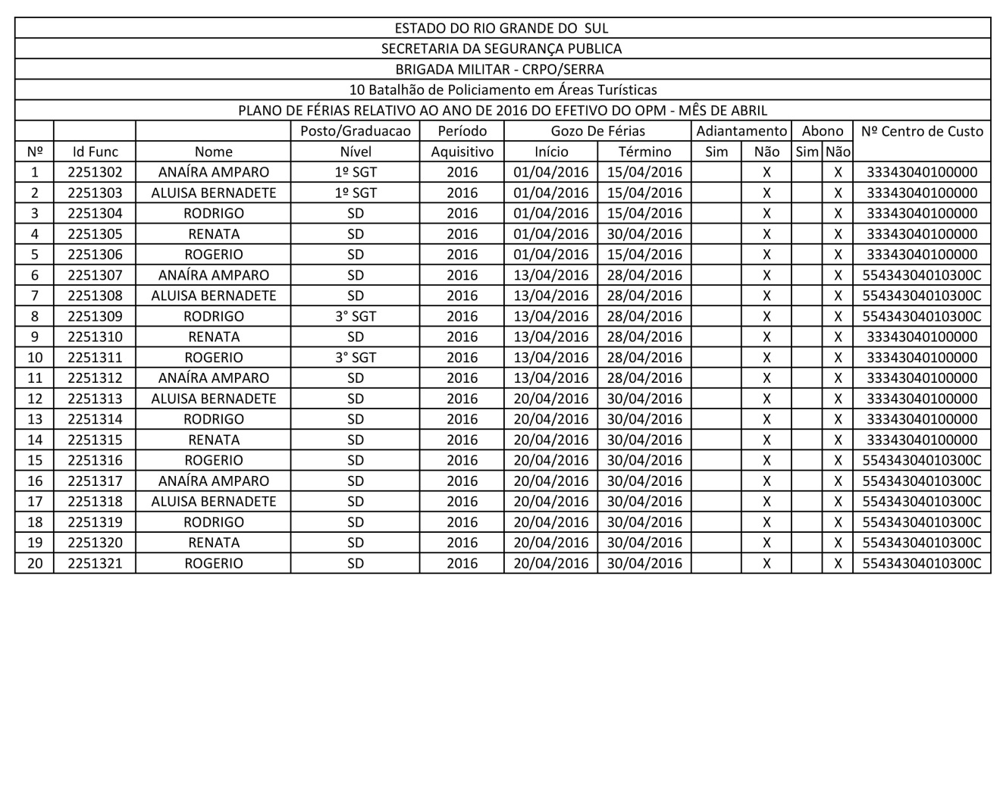 ESTADO DO RIO GRANDE DO  SUL
SECRETARIA DA SEGURANÇA PUBLICA
BRIGADA MILITAR - CRPO/SERRA
10 Batalhão de Policiamento em Áreas Turísticas
PLANO DE FÉRIAS RELATIVO AO ANO DE 2016 DO EFETIVO DO OPM - MÊS DE ABRIL
Posto/Graduacao Período Gozo De Férias Adiantamento Abono Nº Centro de Custo
Nº Id Func Nome Nível Aquisitivo Início Término Sim Não Sim Não
1 2251302 ANAÍRA AMPARO 1º SGT 2016 01/04/2016 15/04/2016 X X 33343040100000
2 2251303 ALUISA BERNADETE 1º SGT 2016 01/04/2016 15/04/2016 X X 33343040100000
3 2251304 RODRIGO SD 2016 01/04/2016 15/04/2016 X X 33343040100000
4 2251305 RENATA SD 2016 01/04/2016 30/04/2016 X X 33343040100000
5 2251306 ROGERIO SD 2016 01/04/2016 15/04/2016 X X 33343040100000
6 2251307 ANAÍRA AMPARO SD 2016 13/04/2016 28/04/2016 X X 55434304010300C
7 2251308 ALUISA BERNADETE SD 2016 13/04/2016 28/04/2016 X X 55434304010300C
8 2251309 RODRIGO 3° SGT 2016 13/04/2016 28/04/2016 X X 55434304010300C
9 2251310 RENATA SD 2016 13/04/2016 28/04/2016 X X 33343040100000
10 2251311 ROGERIO 3° SGT 2016 13/04/2016 28/04/2016 X X 33343040100000
11 2251312 ANAÍRA AMPARO SD 2016 13/04/2016 28/04/2016 X X 33343040100000
12 2251313 ALUISA BERNADETE SD 2016 20/04/2016 30/04/2016 X X 33343040100000
13 2251314 RODRIGO SD 2016 20/04/2016 30/04/2016 X X 33343040100000
14 2251315 RENATA SD 2016 20/04/2016 30/04/2016 X X 33343040100000
15 2251316 ROGERIO SD 2016 20/04/2016 30/04/2016 X X 55434304010300C
16 2251317 ANAÍRA AMPARO SD 2016 20/04/2016 30/04/2016 X X 55434304010300C
17 2251318 ALUISA BERNADETE SD 2016 20/04/2016 30/04/2016 X X 55434304010300C
18 2251319 RODRIGO SD 2016 20/04/2016 30/04/2016 X X 55434304010300C
19 2251320 RENATA SD 2016 20/04/2016 30/04/2016 X X 55434304010300C
20 2251321 ROGERIO SD 2016 20/04/2016 30/04/2016 X X 55434304010300C